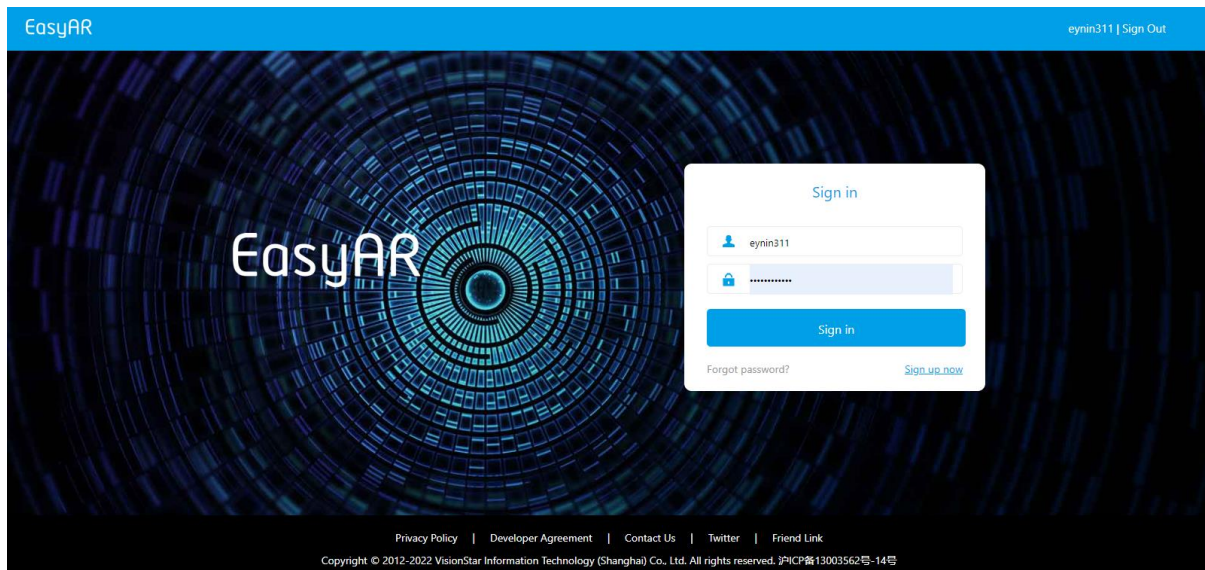 EasyAR
eynin311 | Sign Out
EasyAR
Sign in
eynin311
••••••••••••
Sign in
Forgot password?
Sign up now
Privacy Policy | Developer Agreement | Contact Us | Twitter | Friend Link
Copyright © 2012-2022 VisionStar Information Technology (Shanghai) Co., Ltd. All rights reserved. 沪ICP备13003562号-14号